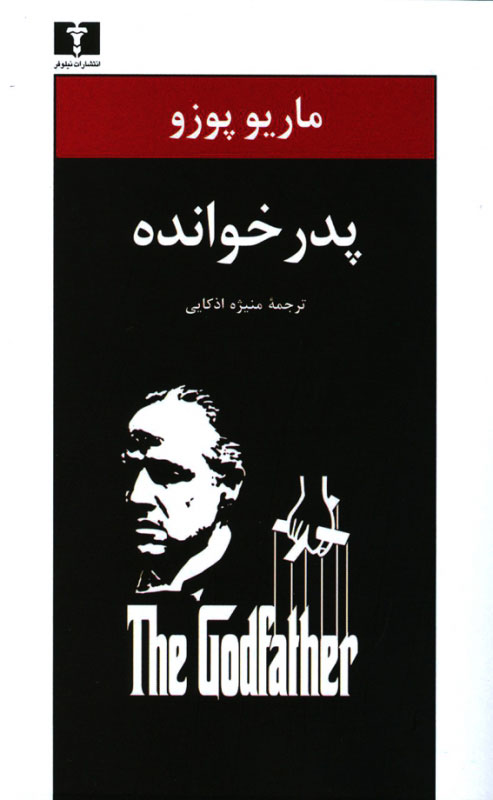 انتشارات نیلوفر
ماریو پوزو
پدرخوانده
ترجمهٔ منیژه اذکایی
The Godfather